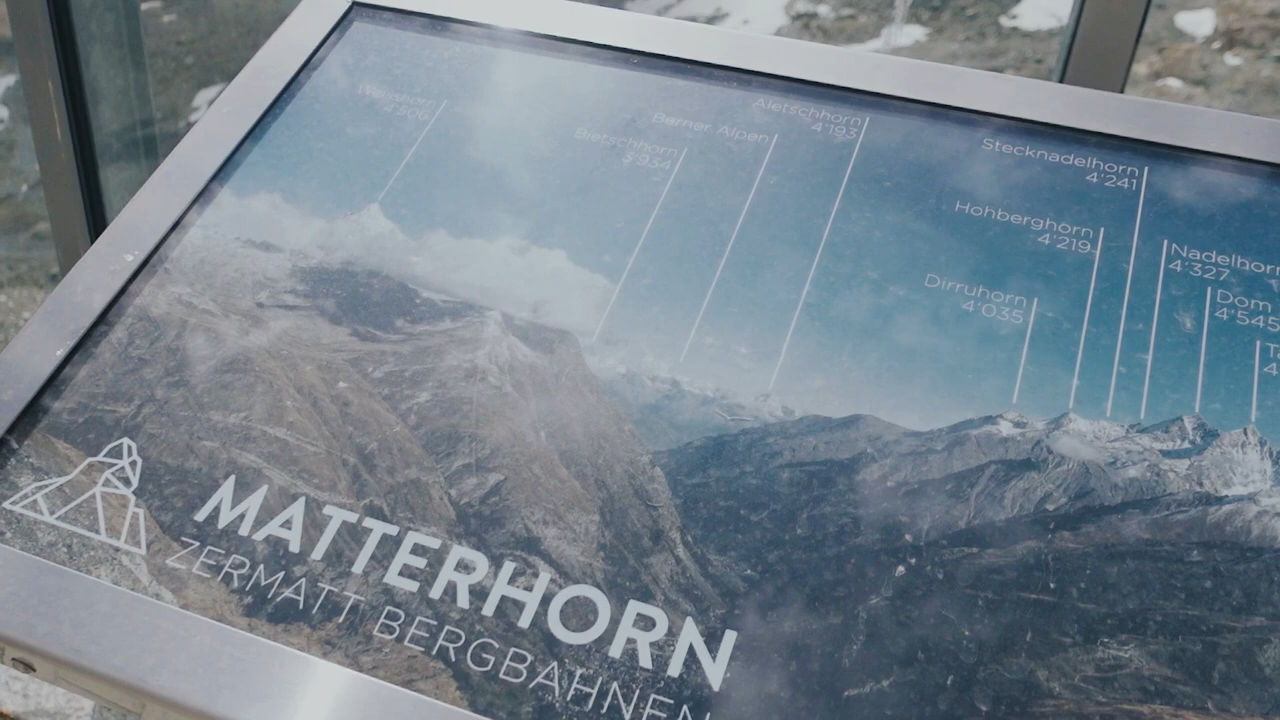 Weisshorn
4'506
Bietschhorn
3'934
Berner Alpen
Aletschhorn
4'193
Stecknadelhorn
4'241
Hohberghorn
4'219
Dirruhorn
4'035
Nadelhorn
4'327
Dom
4'545
MATTERHORN
ZERMATT BERGBAHNEN